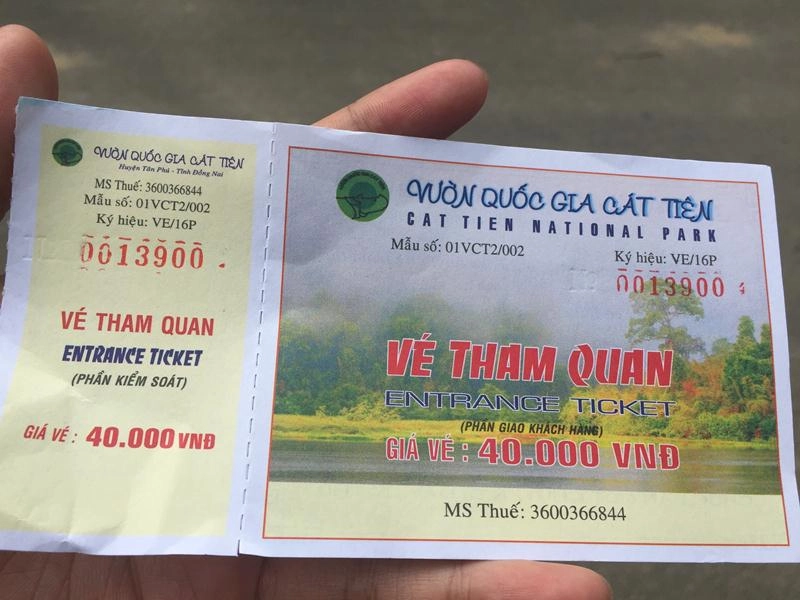 VƯỜN QUỐC GIA CÁT TIÊN
Huyện Tân Phú - Tỉnh Đồng Nai
MS Thuế: 3600366844
Mẫu số: 01VCT2/002
Ký hiệu: VE/16P
0013900
VÉ THAM QUAN
ENTRANCE TICKET
(PHẦN KIỂM SOÁT)
GIÁ VÉ : 40.000 VNĐ
VƯỜN QUỐC GIA CÁT TIÊN
CAT TIEN NATIONAL PARK
Mẫu số: 01VCT2/002
Ký hiệu: VE/16P
0013900
VÉ THAM QUAN
ENTRANCE TICKET
(PHẦN GIAO KHÁCH HÀNG)
GIÁ VÉ : 40.000 VNĐ
MS Thuế: 3600366844